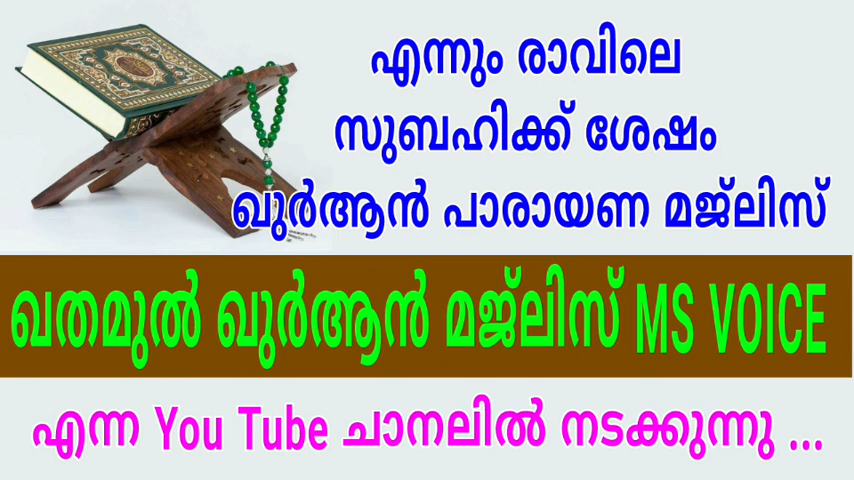 എന്നും രാവിലെ
സുബഹിക്ക് ശേഷം
ഖുർആൻ പാരായണ മജ്ലിസ്
ഖതമുൽ ഖുർആൻ മജ്ലിസ് MS VOICE
എന്ന You Tube ചാനലിൽ നടക്കുന്നു ...